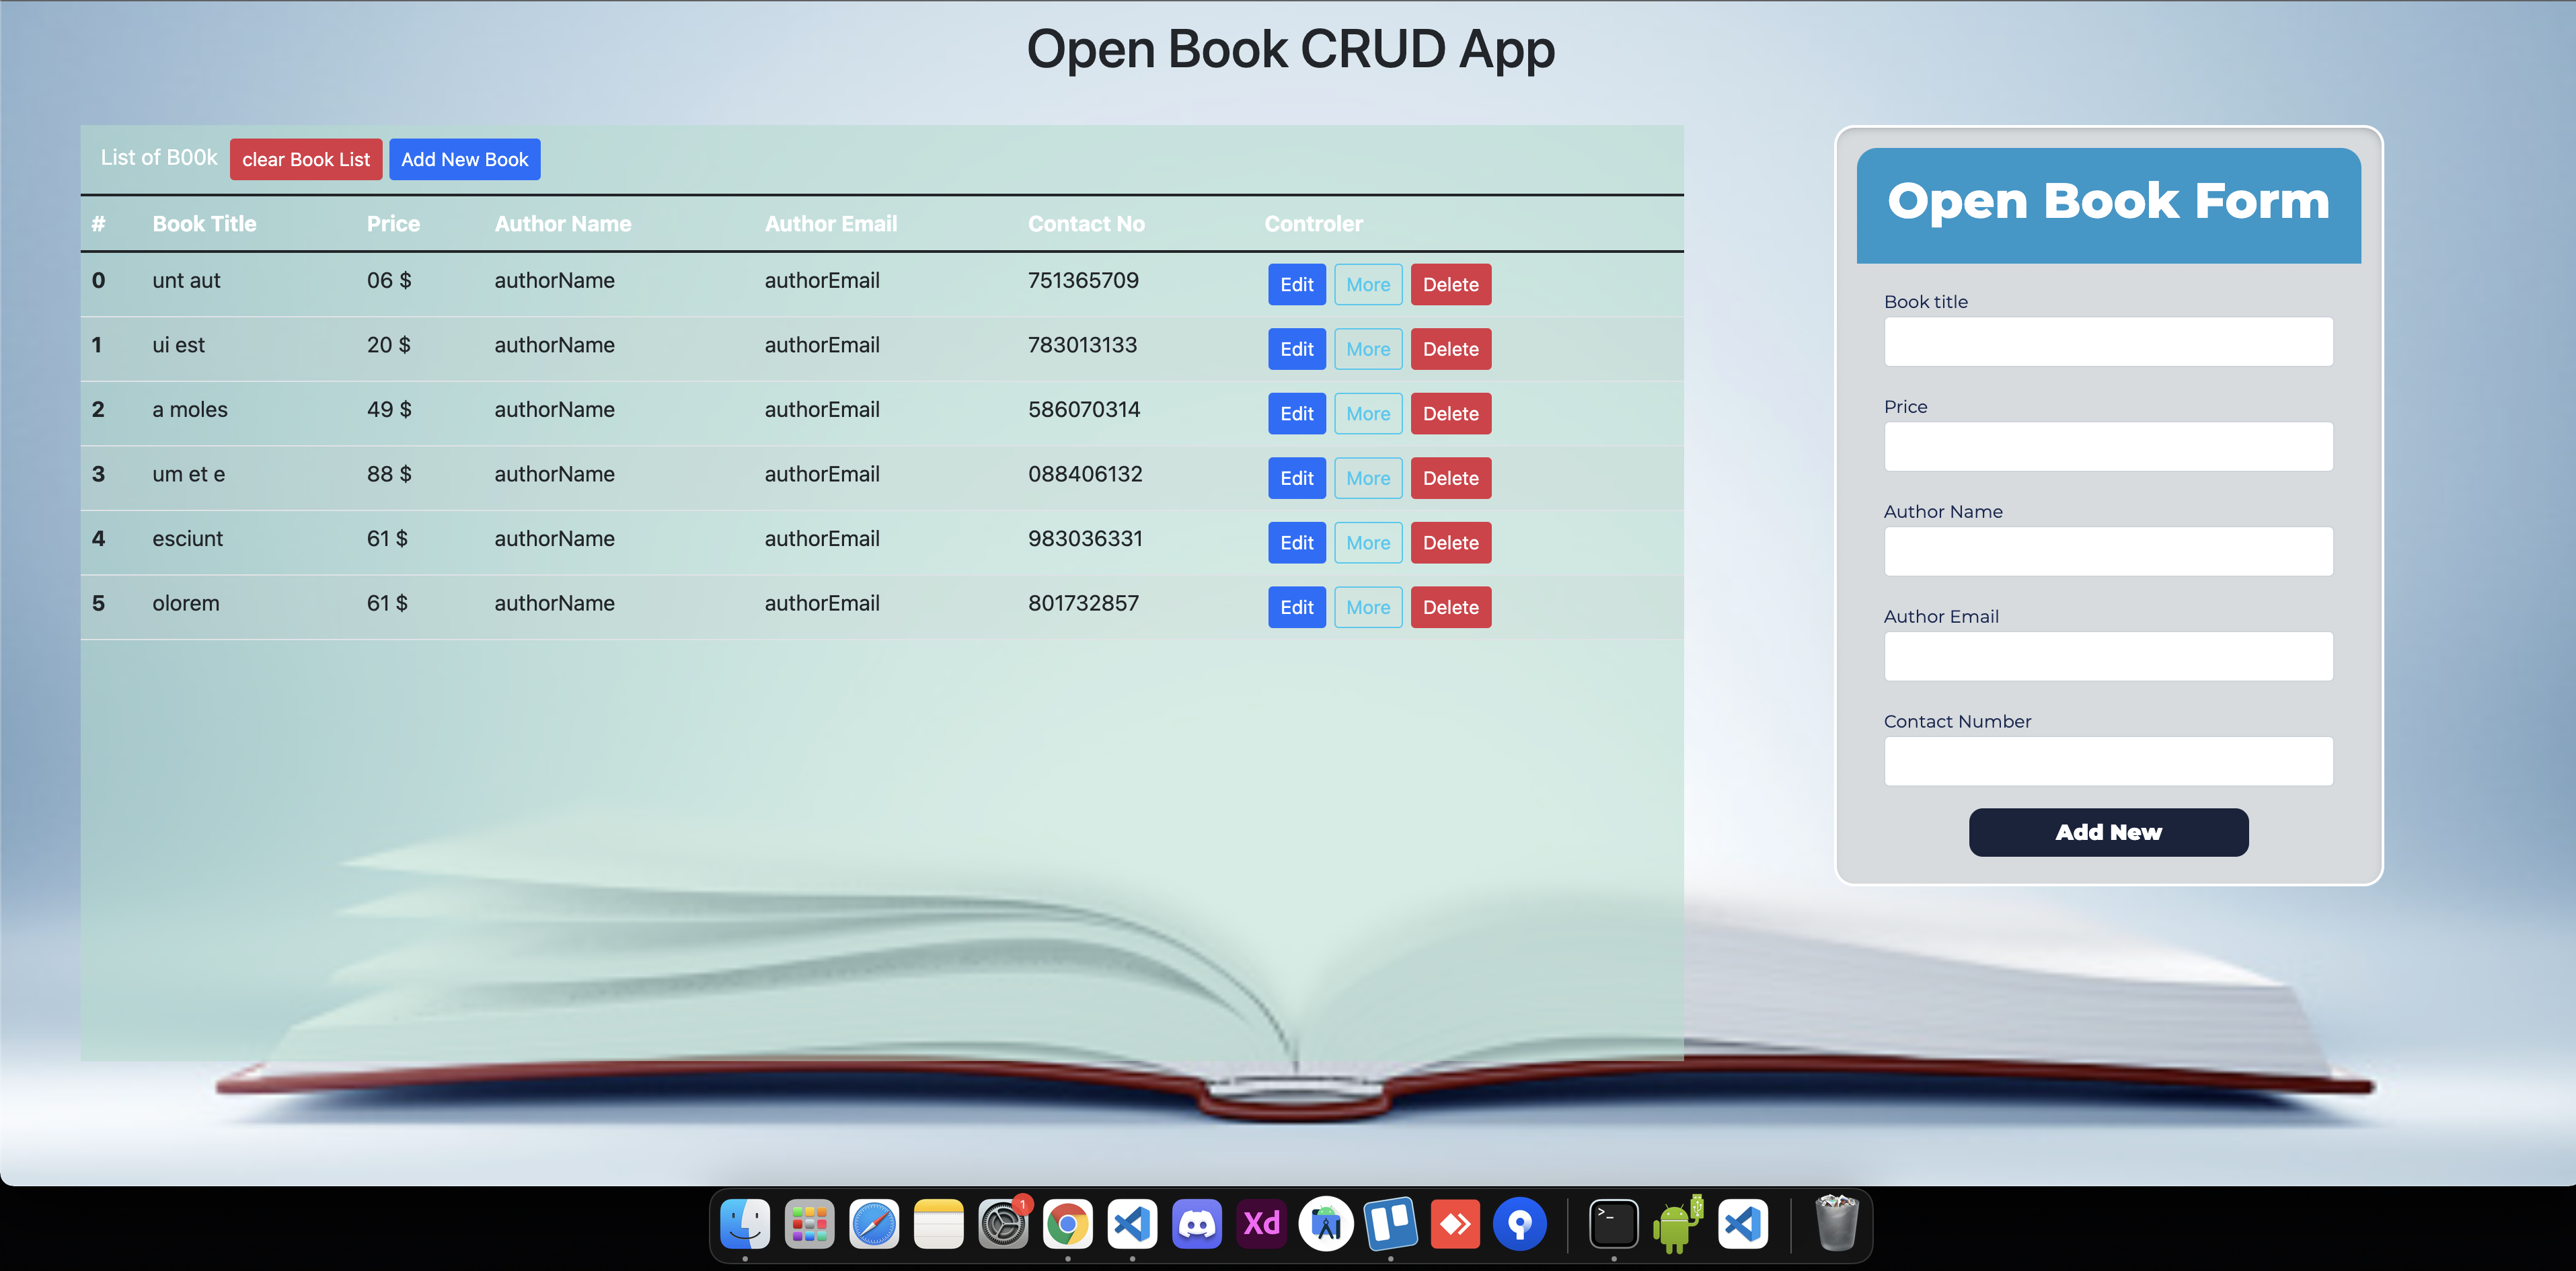 Open Book CRUD App
List of B00k clear Book List Add New Book
# Book Title Price Author Name Author Email Contact No Controler
0 unt aut 06 $ authorName authorEmail 751365709 Edit More Delete
1 ui est 20 $ authorName authorEmail 783013133 Edit More Delete
2 a moles 49 $ authorName authorEmail 586070314 Edit More Delete
3 um et e 88 $ authorName authorEmail 088406132 Edit More Delete
4 esciunt 61 $ authorName authorEmail 983036331 Edit More Delete
5 olorem 61 $ authorName authorEmail 801732857 Edit More Delete
Open Book Form
Book title
Price
Author Name
Author Email
Contact Number
Add New
1
Xd
>_